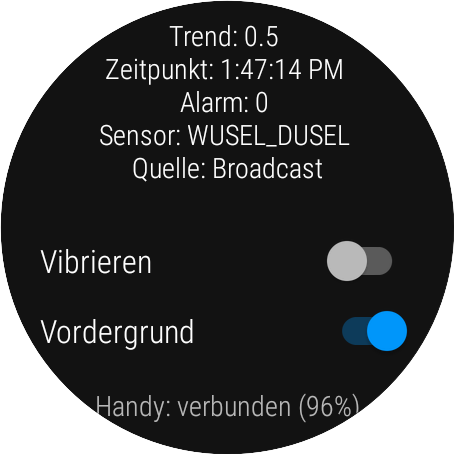 Trend: 0.5
Zeitpunkt: 1:47:14 PM
Alarm: 0
Sensor: WUSEL_DUSEL
Quelle: Broadcast
Vibrieren
Vordergrund
Handy: verbunden (96%)